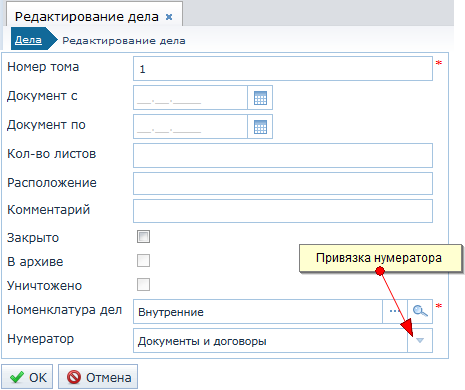 Редактирование дела ×
Дела Редактирование дела
Номер тома 1 *
Документ с __.__.____
Документ по __.__.____
Кол-во листов
Расположение
Комментарий
Закрыто
Привязка нумератора
В архиве
Уничтожено
Номенклатура дел Внутренние ... *
Нумератор Документы и договоры
OK Отмена